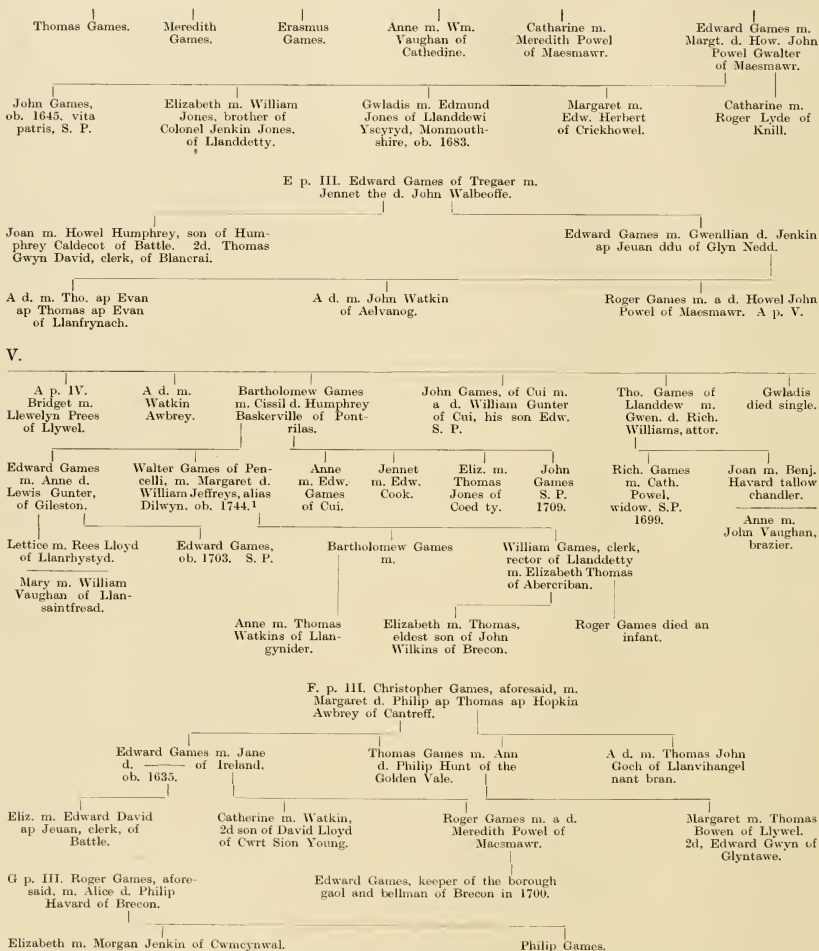 Thomas Games.
Meredith
Games.
Erasmus
Games.
Anne m. Wm.
Vaughan of
Cathedine.
Catharine m.
Meredith Powel
of Maesmawr.
Edward Games m.
Margt. d. How. John
Powel Gwalter
of Maesmawr.
John Games,
ob. 1645, vita
patris, S. P.
Elizabeth m. William
Jones, brother of
Colonel Jenkin Jones,
of Llanddetty.
Gwladis m. Edmund
Jones of Llanddewi
Yscyryd, Monmouth-
shire, ob. 1683.
Margaret m.
Edw. Herbert
of Crickhowel.
Catharine m.
Roger Lyde of
Knill.
E p. III. Edward Games of Tregaer m.
Jennet the d. John Walbeoffe.
Joan m. Howel Humphrey, son of Hum-
phrey Caldecot of Battle. 2d. Thomas
Gwyn David, clerk, of Blancrai.
Edward Games m. Gwenllian d. Jenkin
ap Jeuan ddu of Glyn Nedd.
A d. m. Tho. ap Evan
ap Thomas ap Evan
of Llanfrynach.
A d. m. John Watkin
of Aelvanog.
Roger Games m. a d. Howel John
Powel of Maesmawr. A p. V.
V.
A p. IV.
Bridget m.
Llewelyn Prees
of Llywel.
A d. m.
Watkin
Awbrey.
Bartholomew Games
m. Cissil d. Humphrey
Baskerville of Pont-
rilas.
John Games, of Cui m.
a d. William Gunter
of Cui, his son Edw.
S. P.
Tho. Games of
Llanddew m.
Gwen. d. Rich.
Williams, attor.
Gwladis
died single.
Edward Games
m. Anne d.
Lewis Gunter,
of Gileston.
Walter Games of Pen-
celli, m. Margaret d.
William Jeffreys, alias
Dilwyn. ob. 1744.¹
Anne
m. Edw.
Games
of Cui.
Jennet
m. Edw.
Cook.
Eliz. m.
Thomas
Jones of
Coed ty.
John
Games
S. P.
1709.
Rich. Games
m. Cath.
Powel,
widow. S.P.
1699.
Joan m. Benj.
Havard tallow
chandler.
Anne m.
John Vaughan,
brazier.
Lettice m. Rees Lloyd
of Llanrhystyd.
Mary m. William
Vaughan of Llan-
saintfread.
Edward Games,
ob. 1703. S. P.
Bartholomew Games
m.
William Games, clerk,
rector of Llanddetty
m. Elizabeth Thomas
of Abercriban.
Anne m. Thomas
Watkins of Llan-
gynider.
Elizabeth m. Thomas,
eldest son of John
Wilkins of Brecon.
Roger Games died an
infant.
F. p. III. Christopher Games, aforesaid, m.
Margaret d. Philip ap Thomas ap Hopkin
Awbrey of Cantreff.
Edward Games m. Jane
d. —— of Ireland.
ob. 1635.
Thomas Games m. Ann
d. Philip Hunt of the
Golden Vale.
A d. m. Thomas John
Goch of Llanvihangel
nant bran.
Eliz. m. Edward David
ap Jeuan, clerk, of
Battle.
Catherine m. Watkin,
2d son of David Lloyd
of Cwrt Sion Young.
Roger Games m. a d.
Meredith Powel of
Maesmawr.
Margaret m. Thomas
Bowen of Llywel.
2d, Edward Gwyn of
Glyntawe.
G p. III. Roger Games, afore-
said, m. Alice d. Philip
Havard of Brecon.
Edward Games, keeper of the borough
gaol and bellman of Brecon in 1700.
Elizabeth m. Morgan Jenkin of Cwmcynwal.
Philip Games.